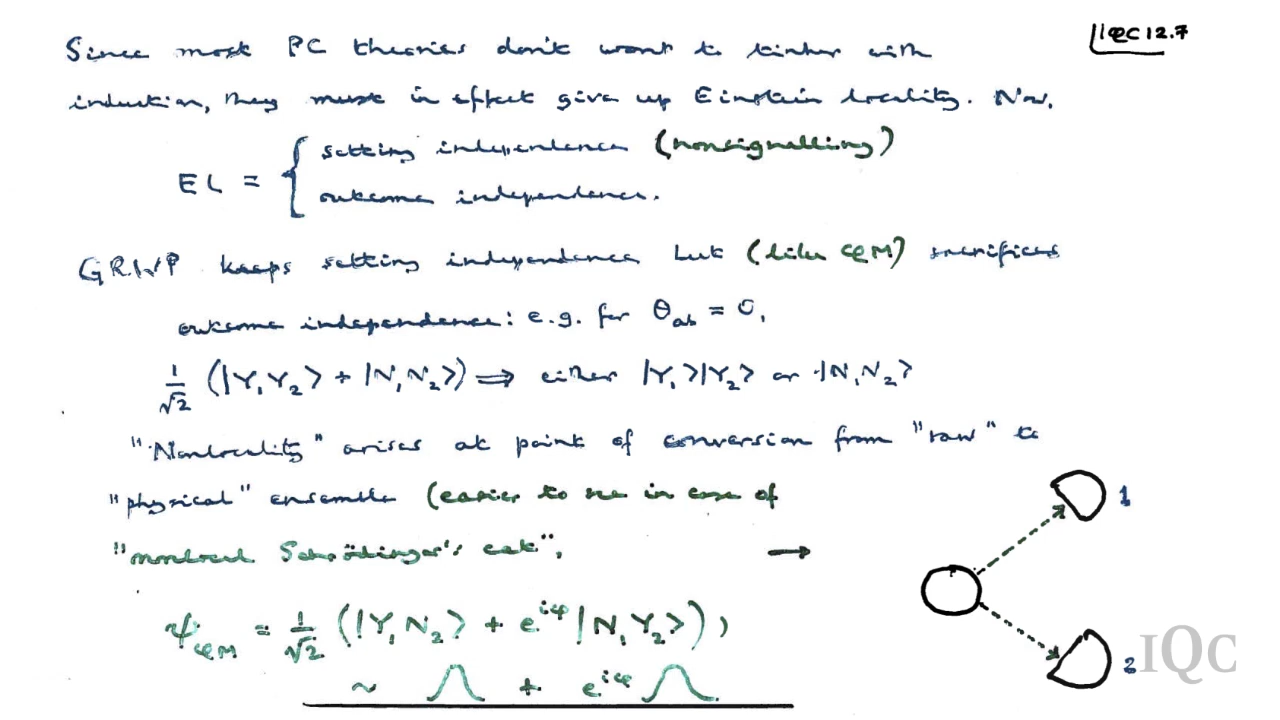 IQC 12.7
Since most PC theories don't want to tinker with
induction, they must in effect give up Einstein locality. Now,
EL = { setting independence (nonsignalling)
outcome independence.
GRWP keeps setting independence but (like QM) sacrifices
outcome independence: e.g. for θab = 0,
1/√2 (|Y₁Y₂> + |N₁N₂>) ⇒ either |Y₁>|Y₂> or |N₁N₂>
"Nonlocality" arises at point of conversion from "raw" to
"physical" ensemble (easier to see in case of
"nonlocal Schrödinger's cat",
→
1
ψQM = 1/√2 (|Y₁N₂> + e^iφ |N₁Y₂>),
~ + e^iφ
2
IQC